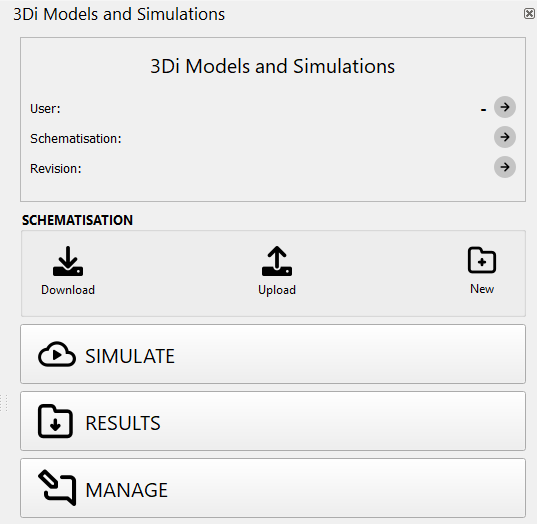 3Di Models and Simulations
3Di Models and Simulations
User: -
Schematisation:
Revision:
SCHEMATISATION
Download Upload New
SIMULATE
RESULTS
MANAGE